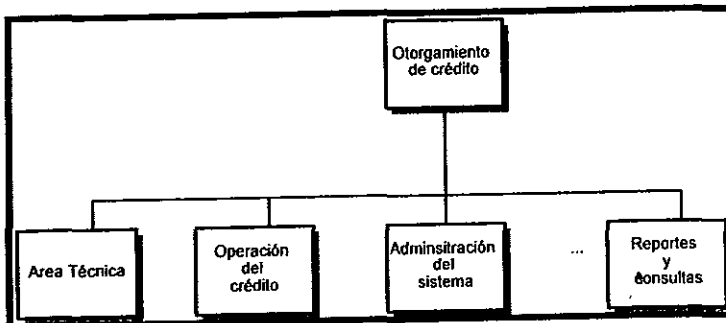 Otorgamiento
de crédito
Area Técnica
Operación
del
crédito
Adminsitración
del
sistema
...
Reportes
y
consultas